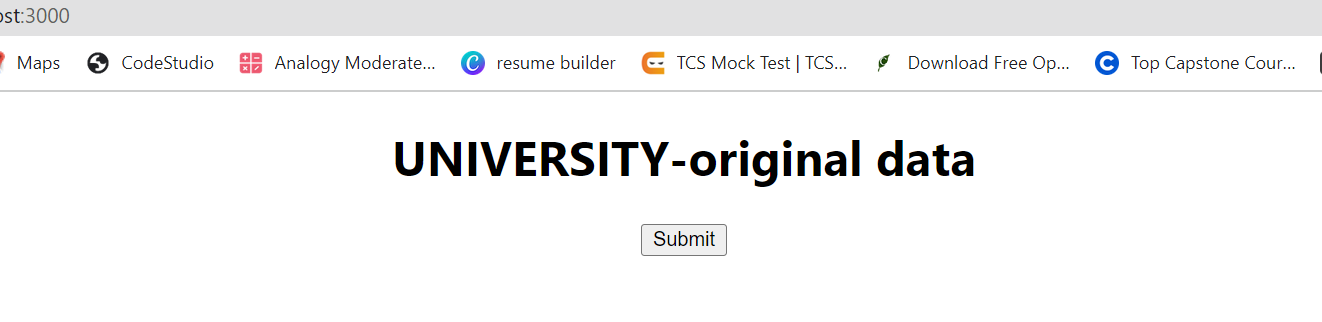 ost:3000
Maps CodeStudio Analogy Moderate... resume builder TCS Mock Test | TCS... Download Free Op... Top Capstone Cour...
UNIVERSITY-original data
Submit